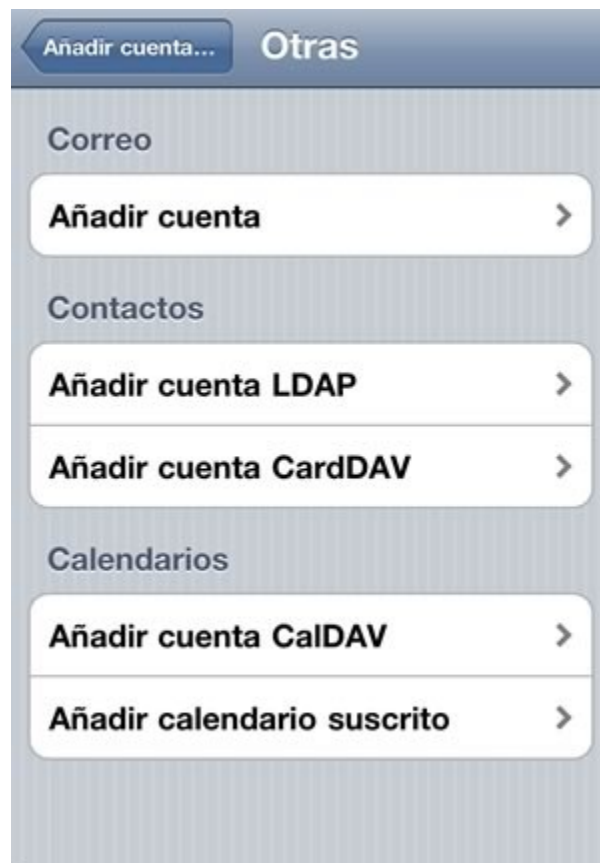 Añadir cuenta...
Otras
Correo
Añadir cuenta
Contactos
Añadir cuenta LDAP
Añadir cuenta CardDAV
Calendarios
Añadir cuenta CalDAV
Añadir calendario suscrito